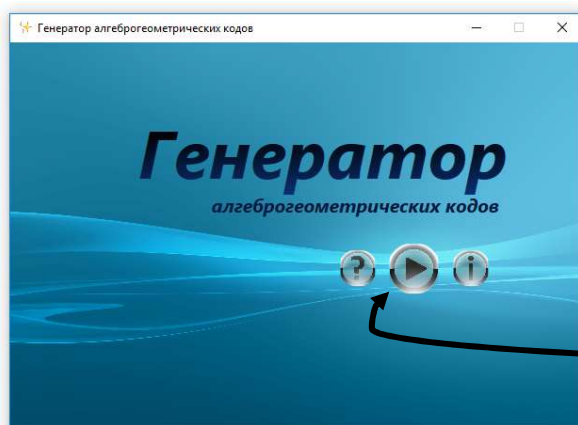 Генератор алгеброгеометрических кодов
Генератор
алгеброгеометрических кодов
? i